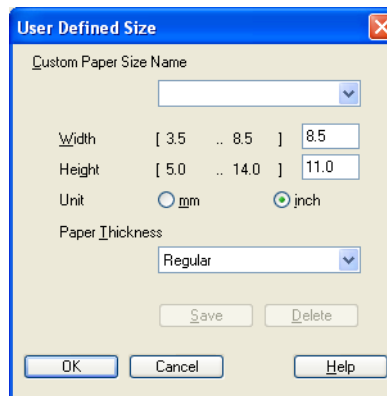 User Defined Size
Custom Paper Size Name
Width [ 3.5 .. 8.5 ] 8.5
Height [ 5.0 .. 14.0 ] 11.0
Unit mm inch
Paper Thickness
Regular
Save Delete
OK Cancel Help